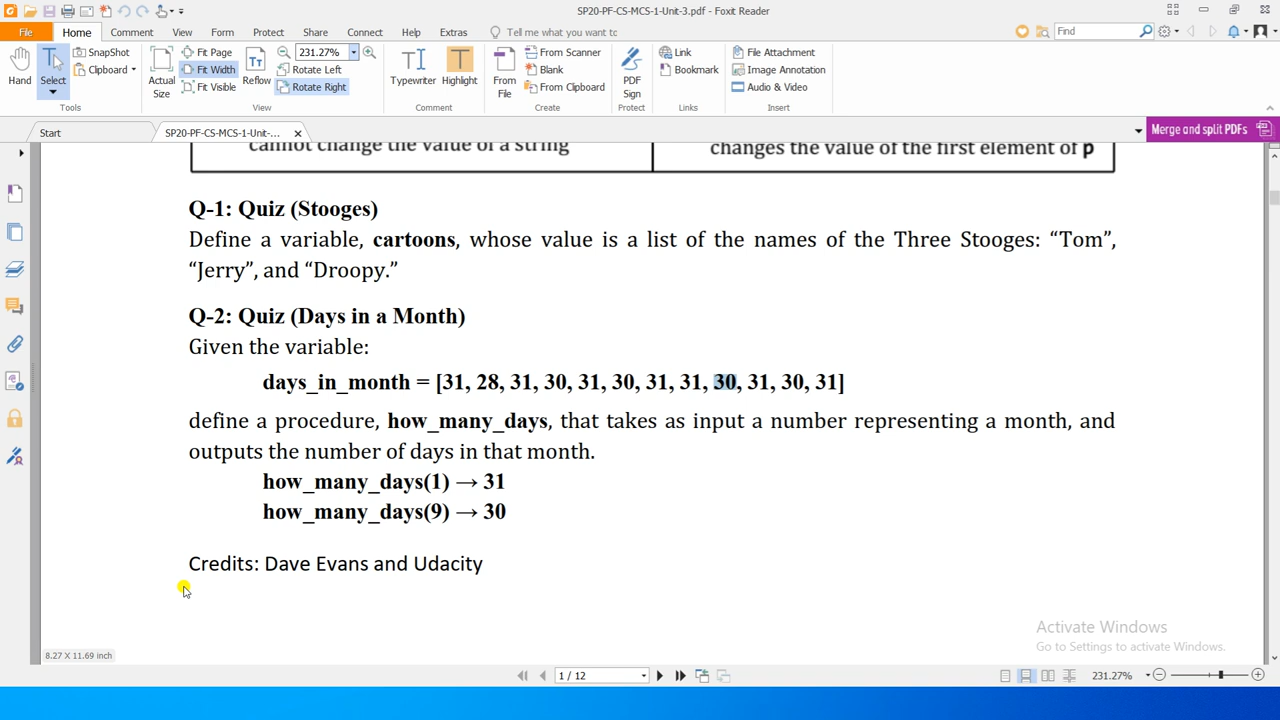 SP20-PF-CS-MCS-1-Unit-3.pdf - Foxit Reader
File Home Comment View Form Protect Share Connect Help Extras Tell me what you want tc Find
Hand Select SnapShot Clipboard Actual Size Fit Page Fit Width Fit Visible Reflow 231.27% Rotate Left Rotate Right Typewriter Highlight From File From Scanner Blank From Clipboard PDF Sign Link Bookmark File Attachment Image Annotation Audio & Video
Tools View Comment Create Protect Links Insert
Start SP20-PF-CS-MCS-1-Unit-... Merge and split PDFs
cannot change the value of a string changes the value of the first element of p
Q-1: Quiz (Stooges)
Define a variable, cartoons, whose value is a list of the names of the Three Stooges: “Tom”,
“Jerry”, and “Droopy.”
Q-2: Quiz (Days in a Month)
Given the variable:
days_in_month = [31, 28, 31, 30, 31, 30, 31, 31, 30, 31, 30, 31]
define a procedure, how_many_days, that takes as input a number representing a month, and
outputs the number of days in that month.
how_many_days(1) → 31
how_many_days(9) → 30
Credits: Dave Evans and Udacity
Activate Windows
Go to Settings to activate Windows.
8.27 x 11.69 inch
1 / 12 231.27%